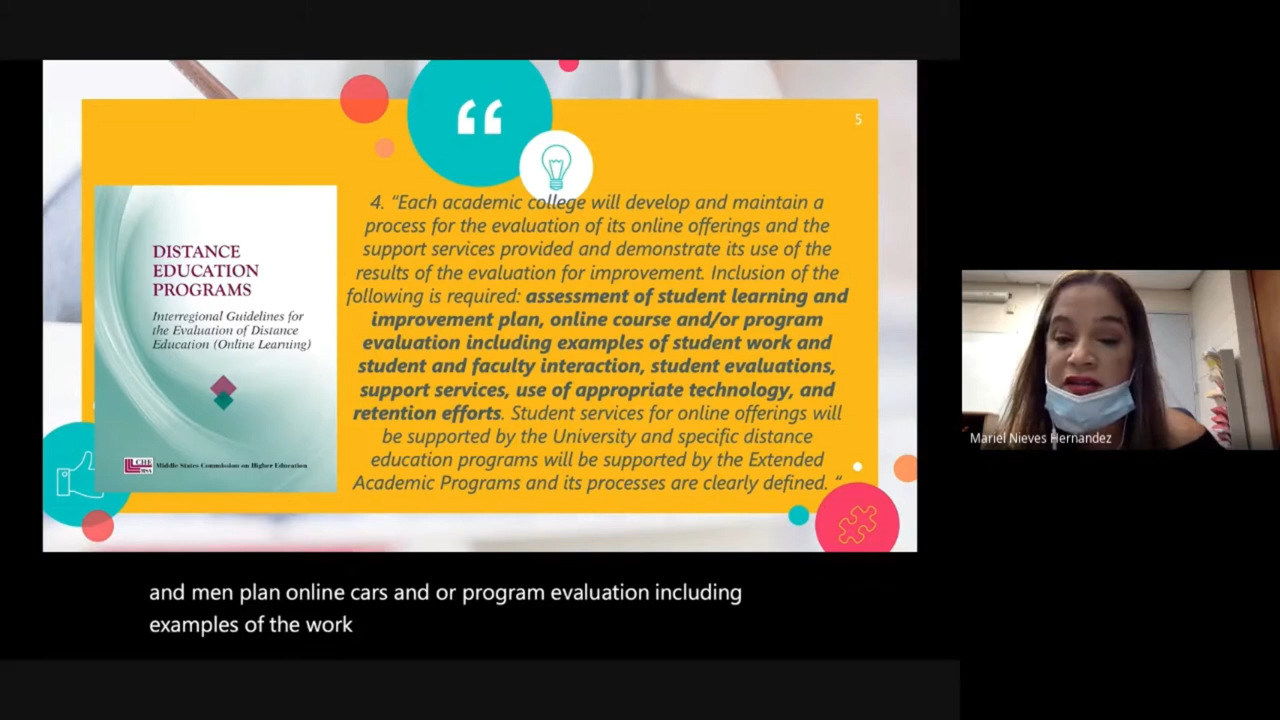 “
5
4. “Each academic college will develop and maintain a
process for the evaluation of its online offerings and the
support services provided and demonstrate its use of the
results of the evaluation for improvement. Inclusion of the
following is required: assessment of student learning and
improvement plan, online course and/or program
evaluation including examples of student work and
student and faculty interaction, student evaluations,
support services, use of appropriate technology, and
retention efforts. Student services for online offerings will
be supported by the University and specific distance
education programs will be supported by the Extended
Academic Programs and its processes are clearly defined. “
DISTANCE
EDUCATION
PROGRAMS
Interregional Guidelines for
the Evaluation of Distance
Education (Online Learning)
CHE
MSA
Middle States Commission on Higher Education
Mariel Nieves Hernandez
and men plan online cars and or program evaluation including
examples of the work